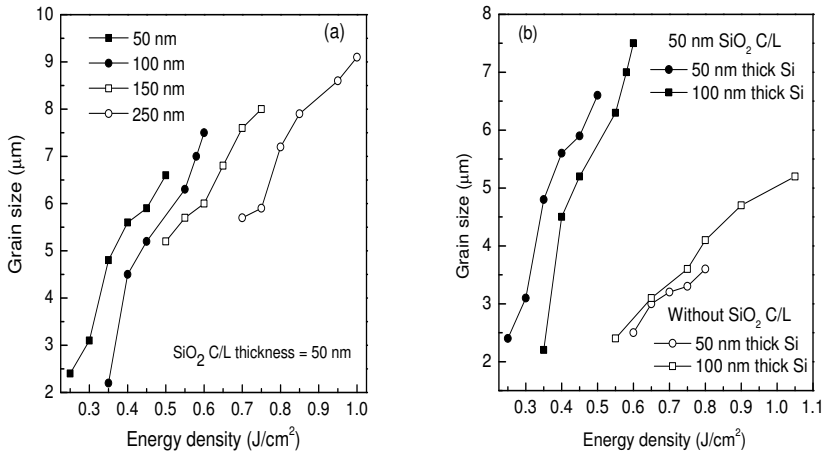 (a)
50 nm
100 nm
150 nm
250 nm
SiO₂ C/L thickness = 50 nm
Grain size (μm)
9
8
7
6
5
4
3
2
0.3 0.4 0.5 0.6 0.7 0.8 0.9 1.0
Energy density (J/cm²)
(b)
50 nm SiO₂ C/L
50 nm thick Si
100 nm thick Si
Without SiO₂ C/L
50 nm thick Si
100 nm thick Si
Grain size (μm)
8
7
6
5
4
3
2
0.3 0.4 0.5 0.6 0.7 0.8 0.9 1.0 1.1
Energy density (J/cm²)